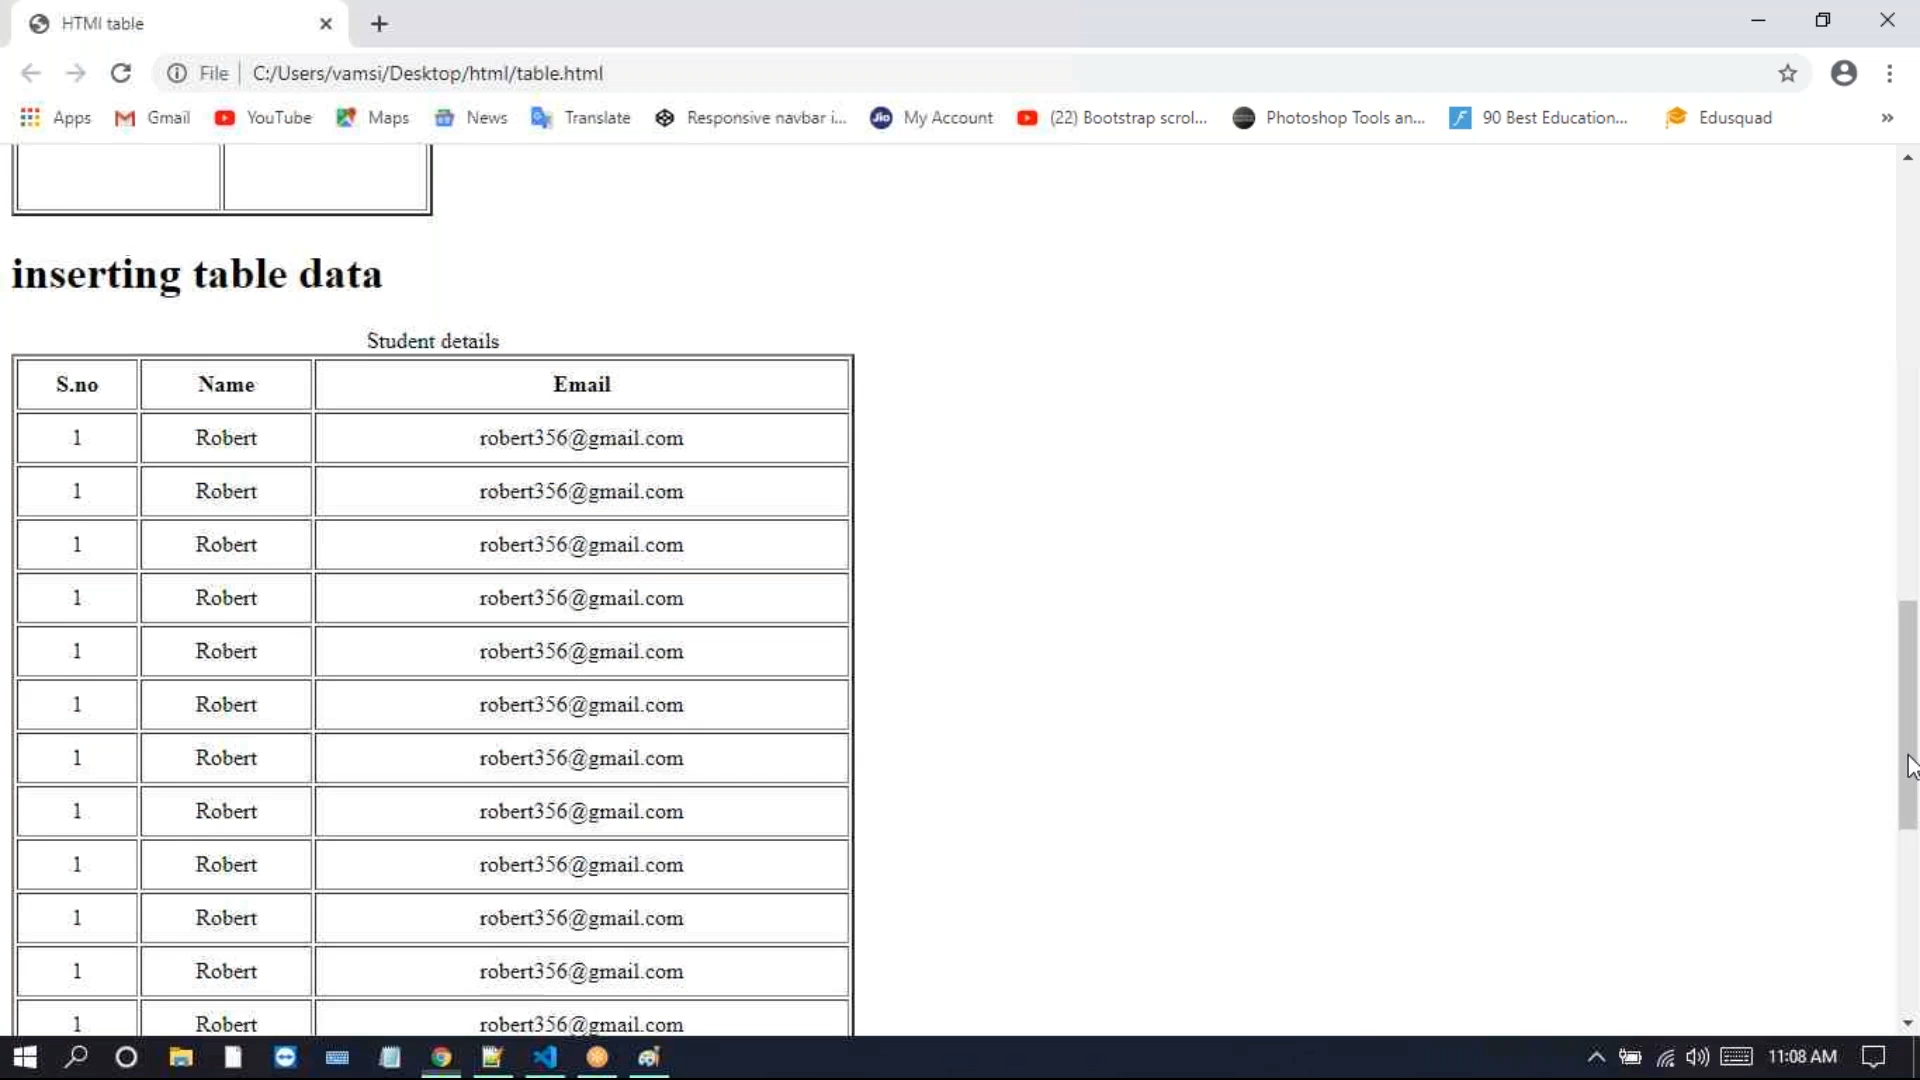 HTMl table
File C:/Users/vamsi/Desktop/html/table.html
Apps Gmail YouTube Maps News Translate Responsive navbar i... Jio My Account (22) Bootstrap scrol... Photoshop Tools an... 90 Best Education... Edusquad »
inserting table data
Student details
S.no Name Email
1 Robert robert356@gmail.com
1 Robert robert356@gmail.com
1 Robert robert356@gmail.com
1 Robert robert356@gmail.com
1 Robert robert356@gmail.com
1 Robert robert356@gmail.com
1 Robert robert356@gmail.com
1 Robert robert356@gmail.com
1 Robert robert356@gmail.com
1 Robert robert356@gmail.com
1 Robert robert356@gmail.com
1 Robert robert356@gmail.com
11:08 AM